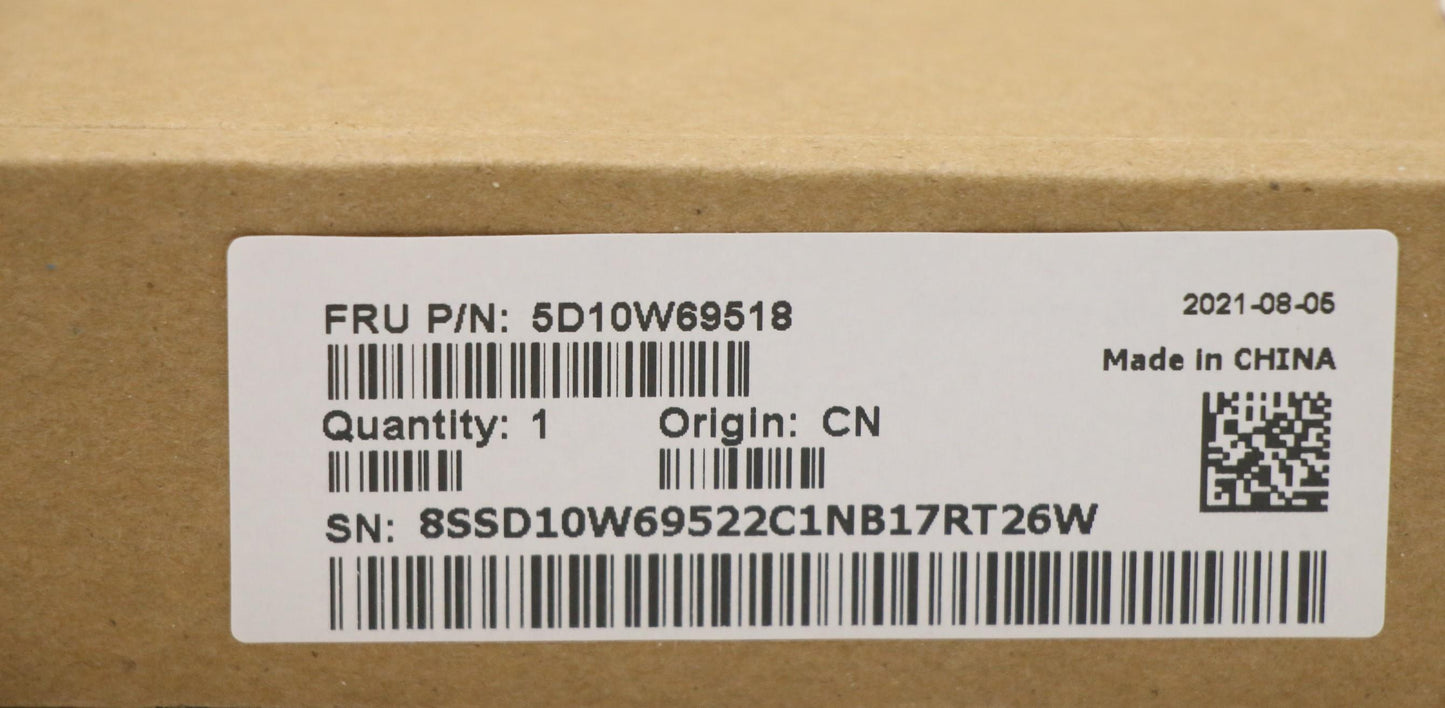 FRU P/N: 5D10W69518
2021-08-05
Made in CHINA
Quantity: 1
Origin: CN
SN: 8SSD10W69522C1NB17RT26W